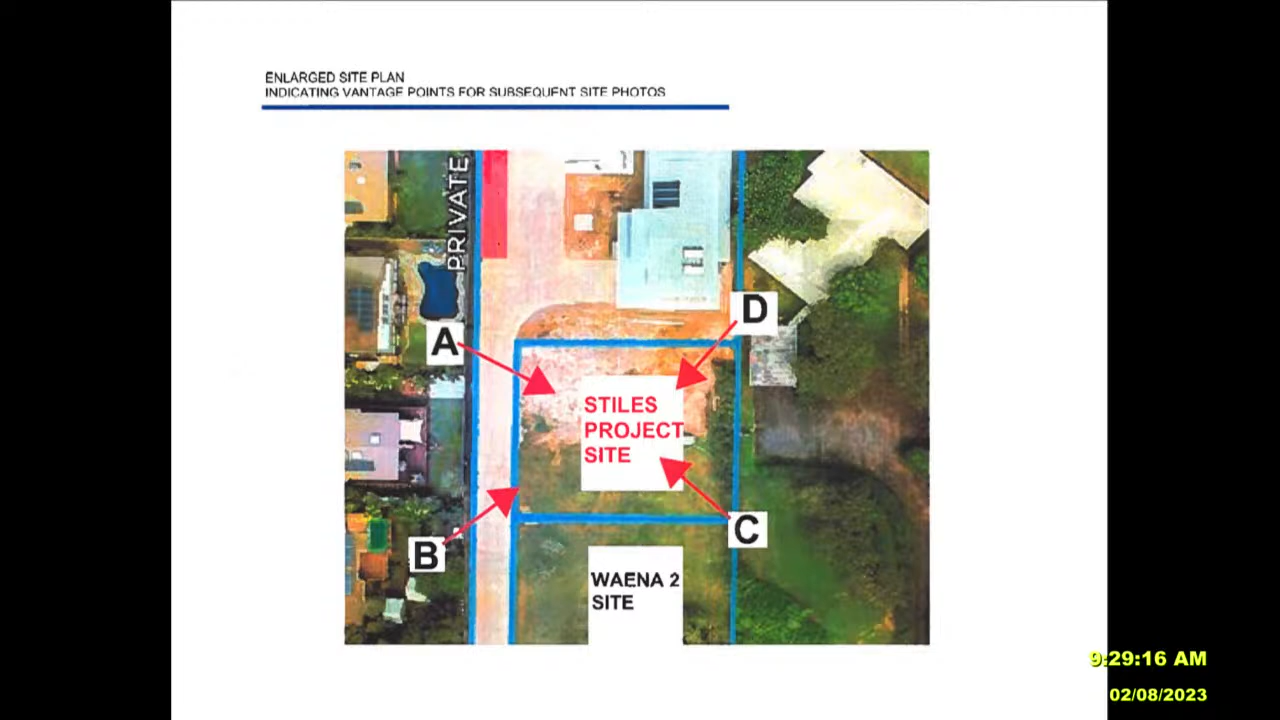 ENLARGED SITE PLAN
INDICATING VANTAGE POINTS FOR SUBSEQUENT SITE PHOTOS
PRIVATE
D
A
STILES
PROJECT
SITE
C
B
WAENA 2
SITE
9:29:16 AM
02/08/2023